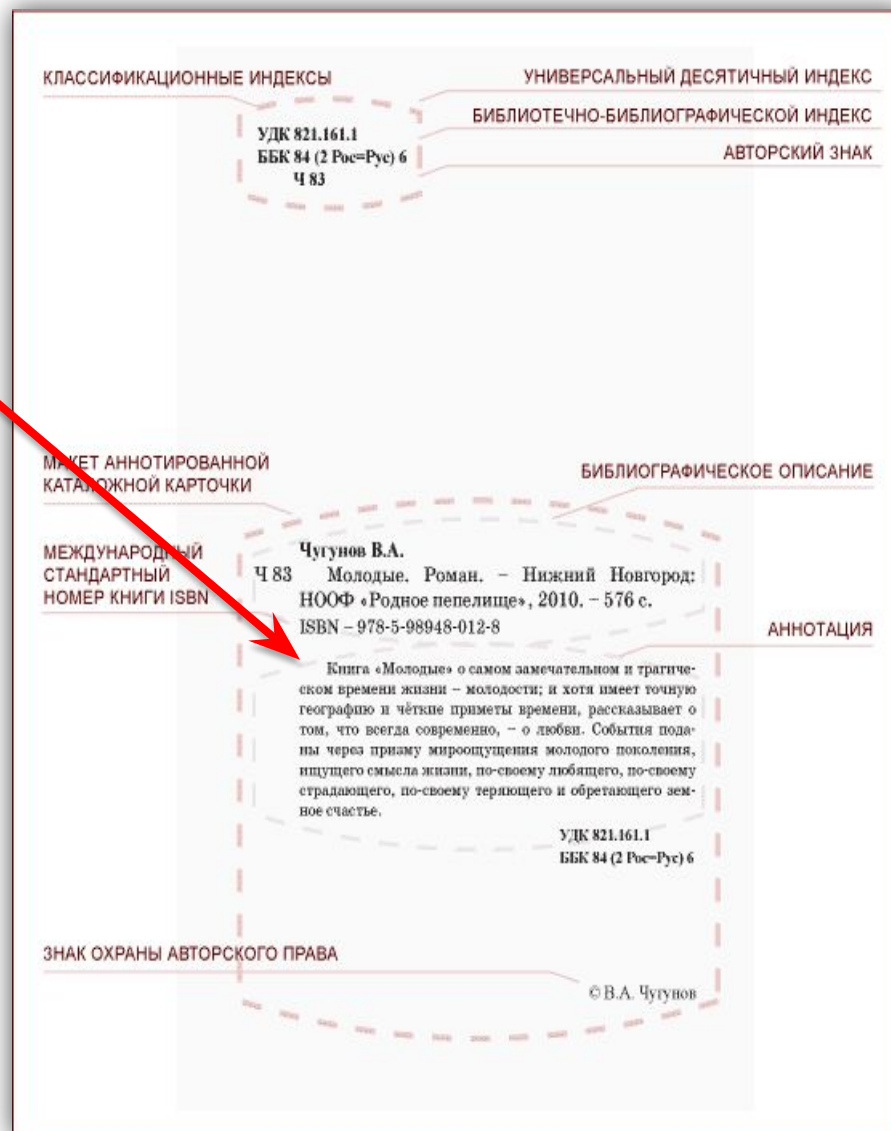 КЛАССИФИКАЦИОННЫЕ ИНДЕКСЫ
УНИВЕРСАЛЬНЫЙ ДЕСЯТИЧНЫЙ ИНДЕКС
БИБЛИОТЕЧНО-БИБЛИОГРАФИЧЕСКОЙ ИНДЕКС
АВТОРСКИЙ ЗНАК
УДК 821.161.1
ББК 84 (2 Рос=Рус) 6
Ч 83
МАКЕТ АННОТИРОВАННОЙ
КАТАЛОЖНОЙ КАРТОЧКИ
БИБЛИОГРАФИЧЕСКОЕ ОПИСАНИЕ
МЕЖДУНАРОДНЫЙ
СТАНДАРТНЫЙ
НОМЕР КНИГИ ISBN
Чугунов В.А.
Ч 83 Молодые. Роман. – Нижний Новгород:
НООФ «Родное пепелище», 2010. – 576 с.
ISBN – 978-5-98948-012-8
АННОТАЦИЯ
Книга «Молодые» о самом замечательном и трагиче-
ском времени жизни – молодости; и хотя имеет точную
географию и чёткие приметы времени, рассказывает о
том, что всегда современно, – о любви. События пода-
ны через призму мироощущения молодого поколения,
ищущего смысла жизни, по-своему любящего, по-своему
страдающего, по-своему теряющего и обретающего зем-
ное счастье.
УДК 821.161.1
ББК 84 (2 Рос=Рус) 6
ЗНАК ОХРАНЫ АВТОРСКОГО ПРАВА
© В.А. Чугунов